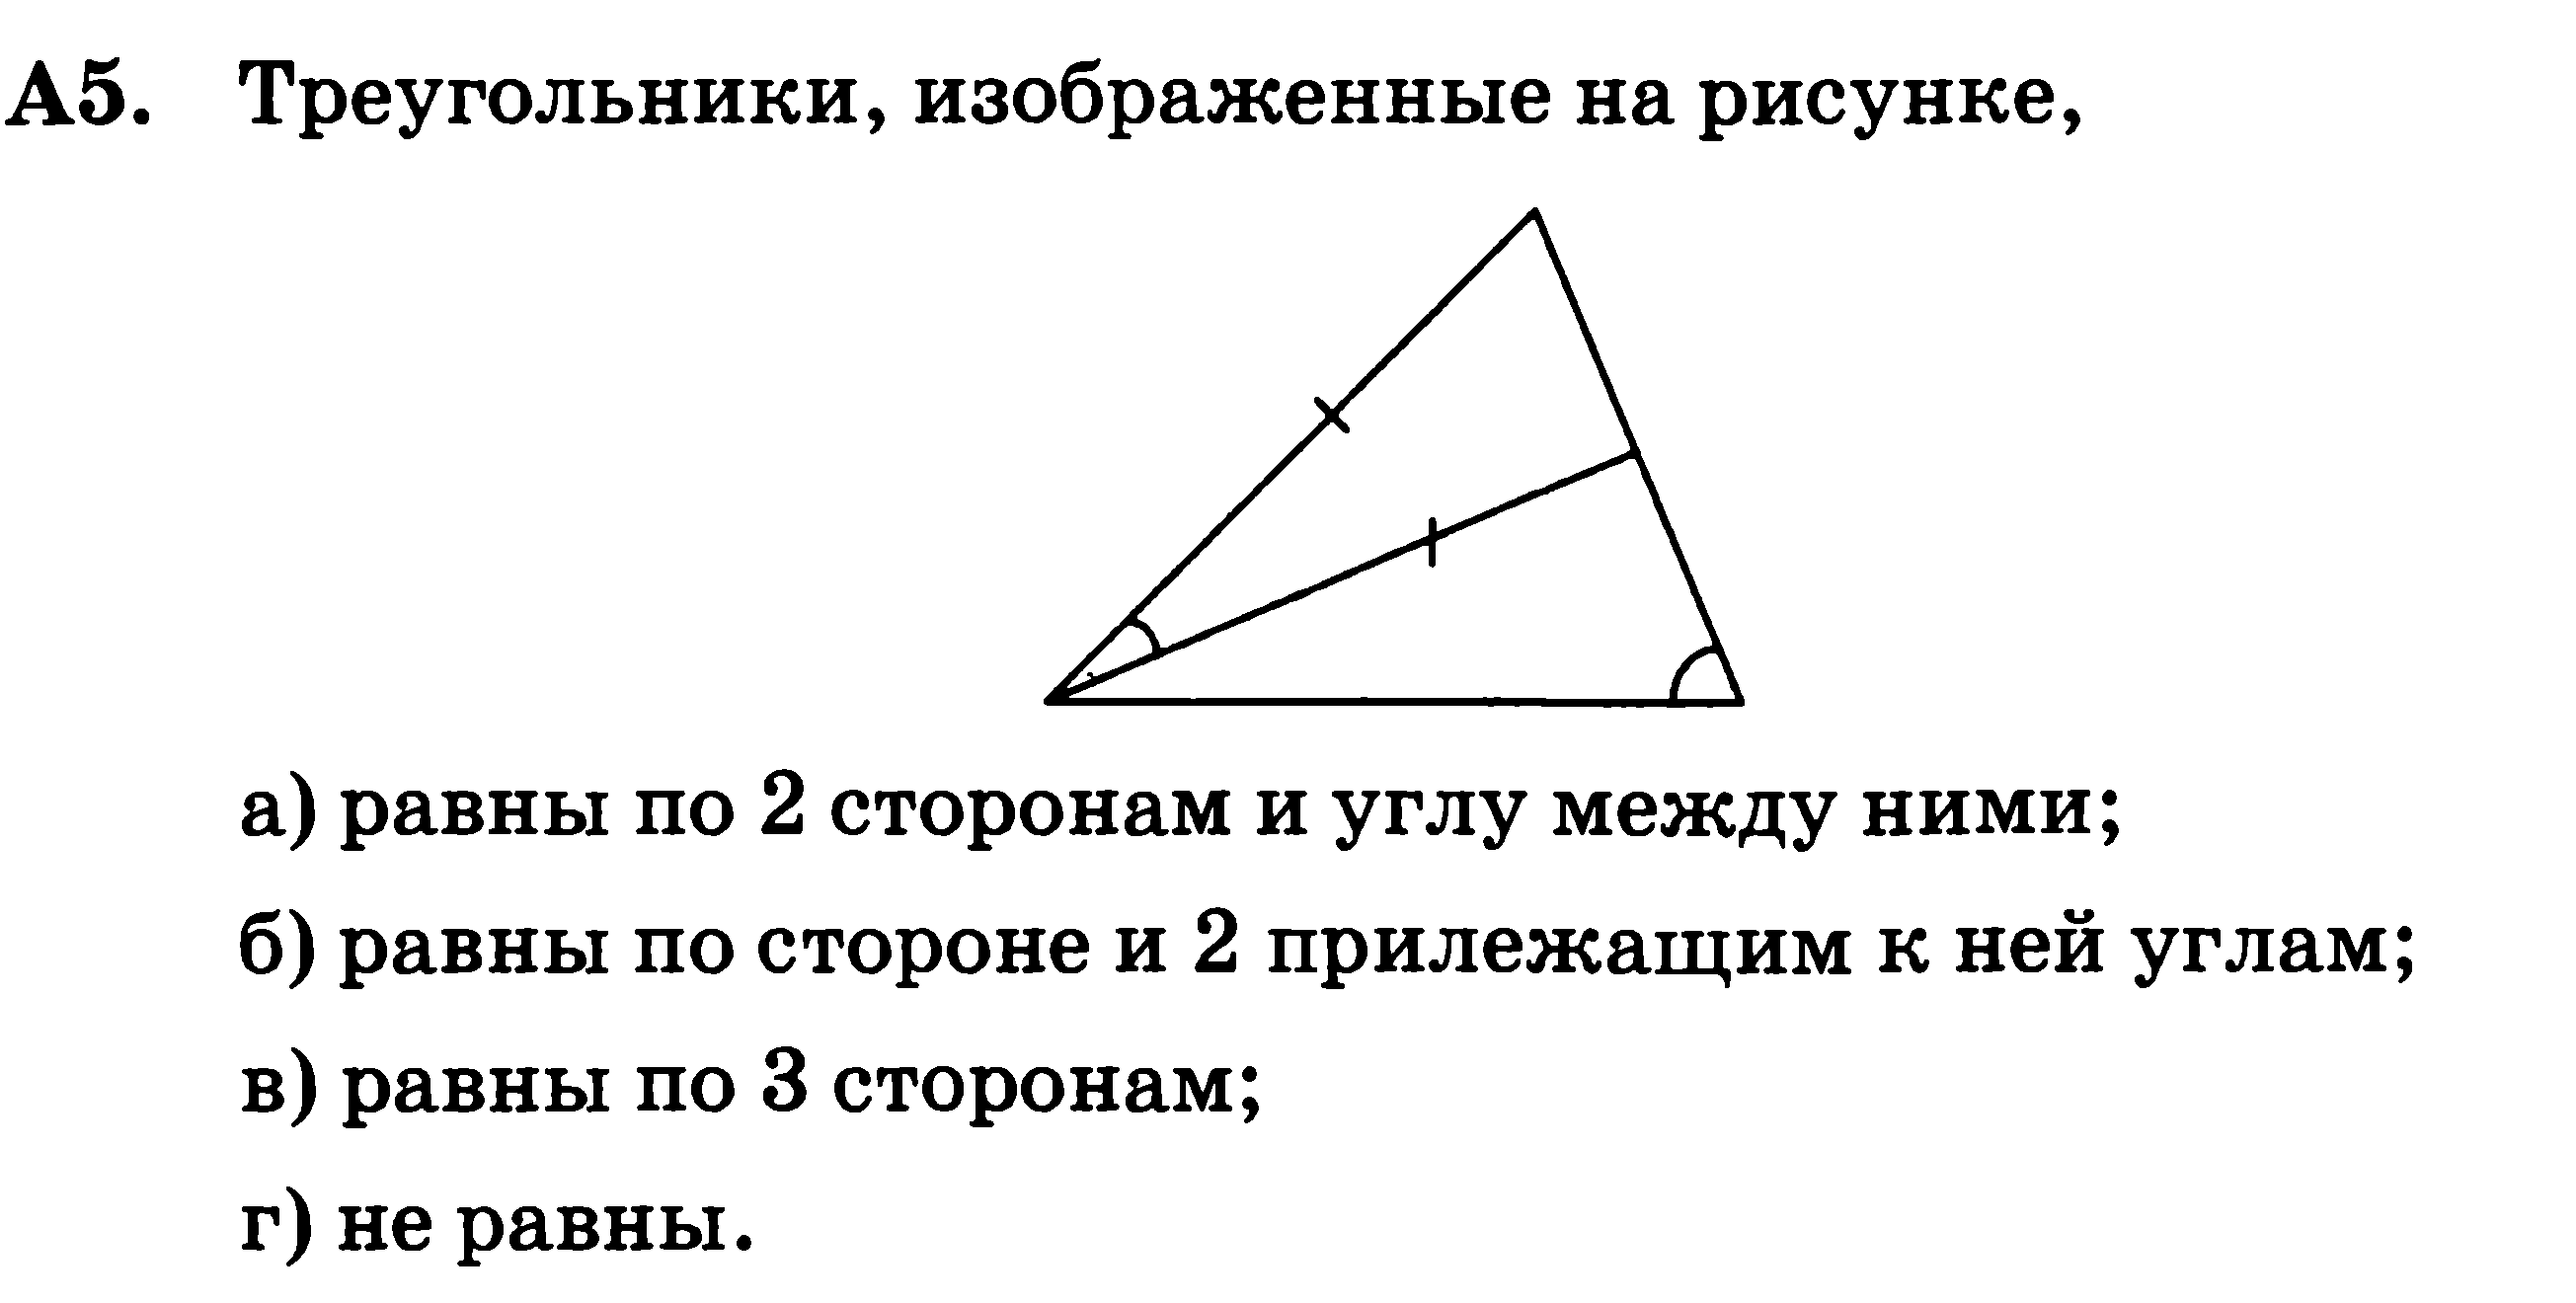 А5. Треугольники, изображенные на рисунке,
а) равны по 2 сторонам и углу между ними;
б) равны по стороне и 2 прилежащим к ней углам;
в) равны по 3 сторонам;
г) не равны.